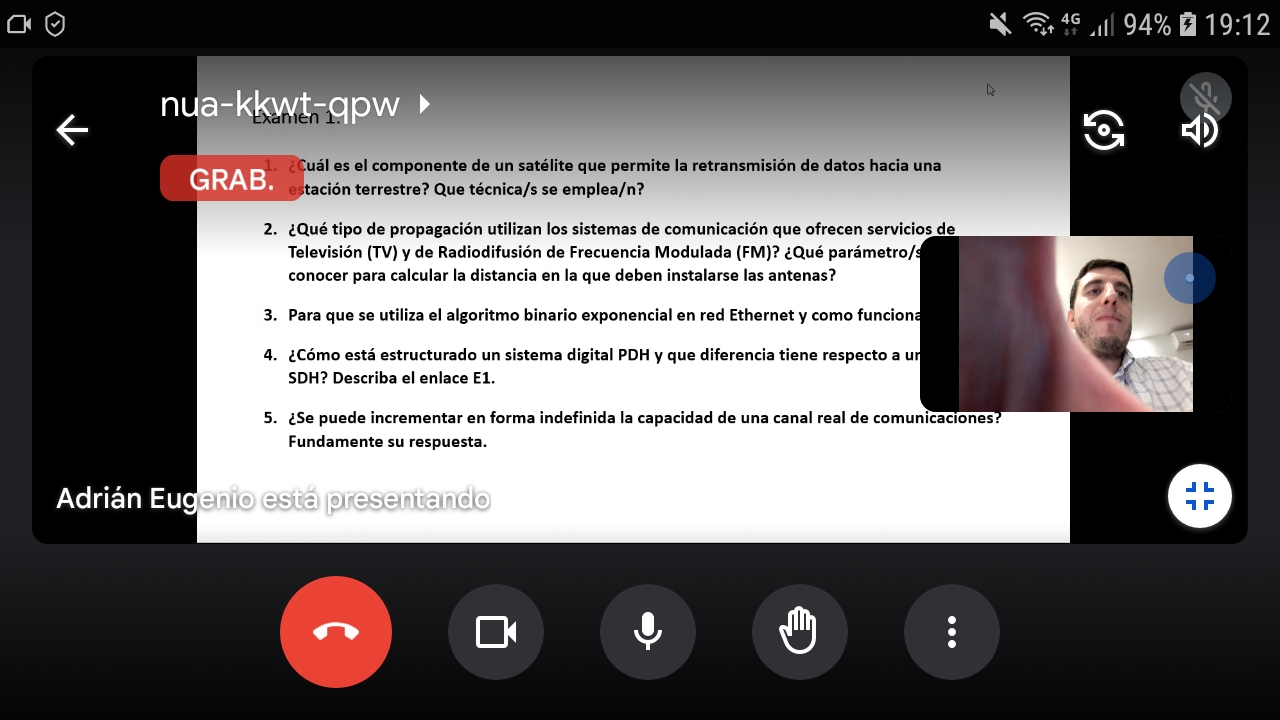 4G 94% 19:12
nua-kkwt-qpw
Examen 1.
GRAB.
1. ¿Cuál es el componente de un satélite que permite la retransmisión de datos hacia una
estación terrestre? Que técnica/s se emplea/n?
2. ¿Qué tipo de propagación utilizan los sistemas de comunicación que ofrecen servicios de
Televisión (TV) y de Radiodifusión de Frecuencia Modulada (FM)? ¿Qué parámetro/s
conocer para calcular la distancia en la que deben instalarse las antenas?
3. Para que se utiliza el algoritmo binario exponencial en red Ethernet y como funciona
4. ¿Cómo está estructurado un sistema digital PDH y que diferencia tiene respecto a
SDH? Describa el enlace E1.
5. ¿Se puede incrementar en forma indefinida la capacidad de una canal real de comunicaciones?
Fundamente su respuesta.
Adrián Eugenio está presentando